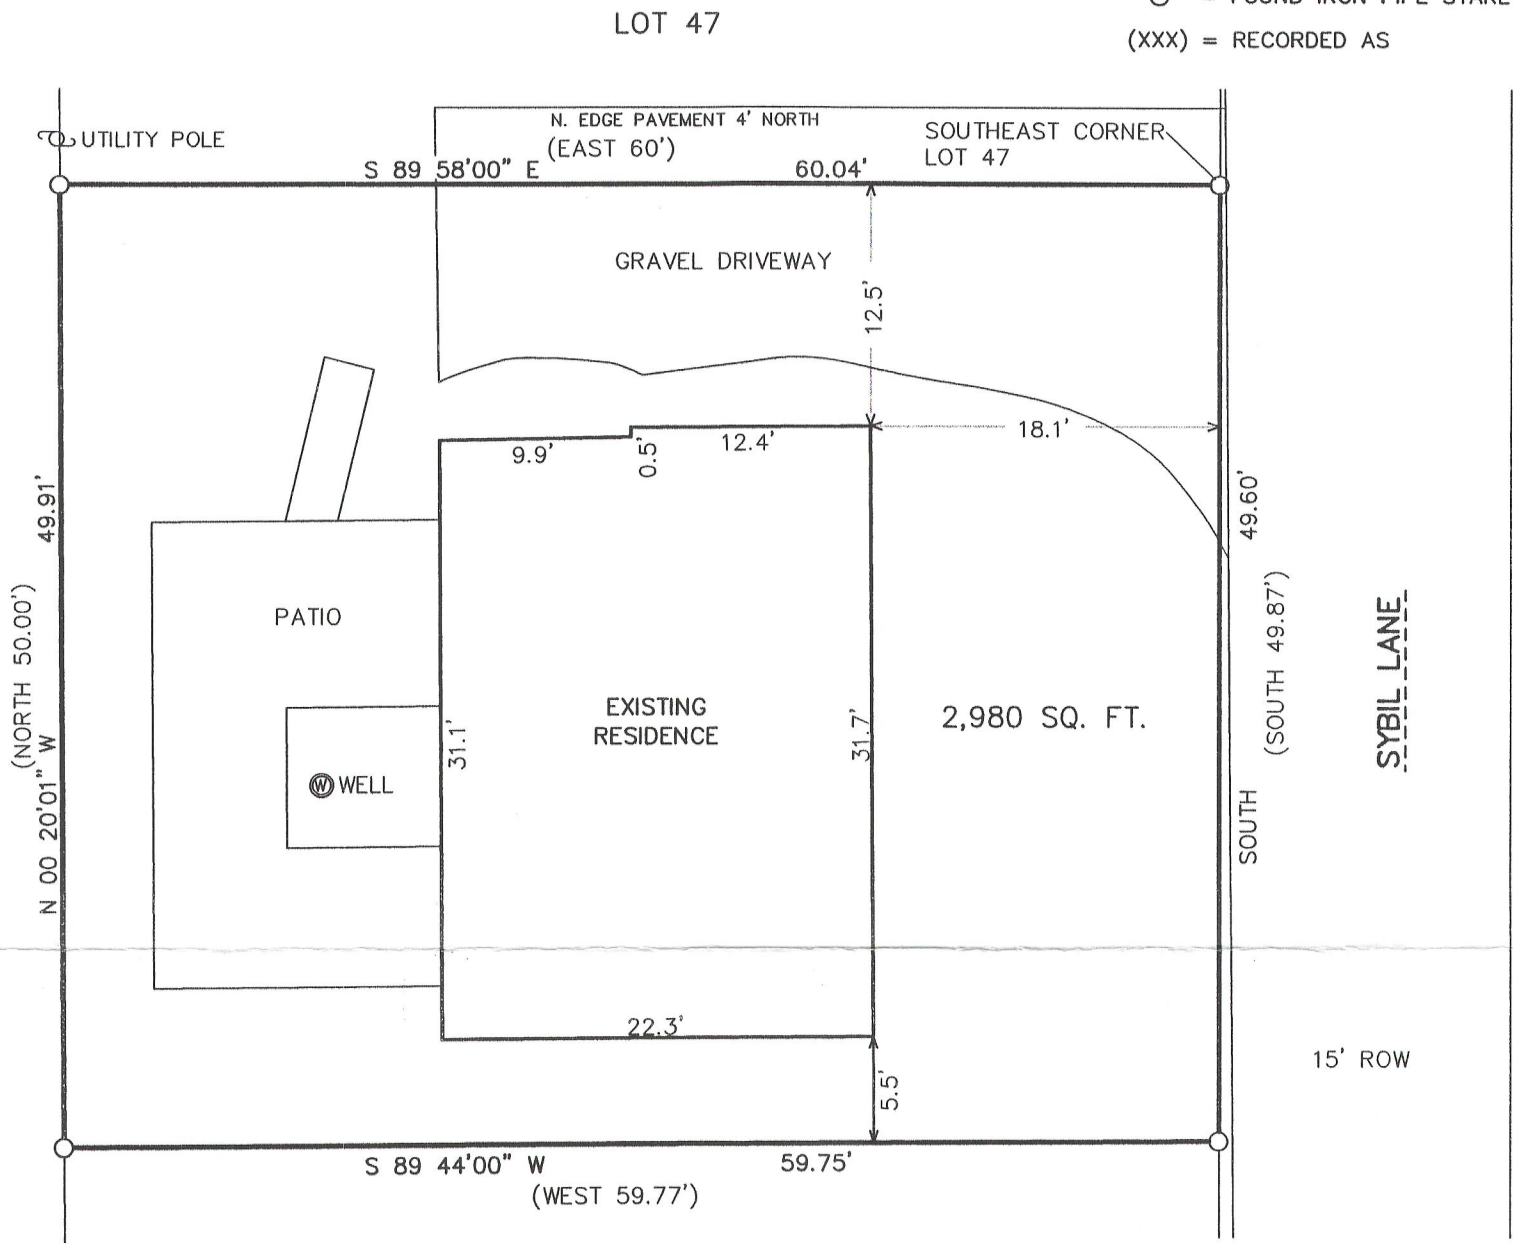 LOT 47
= FOUND IRON PIPE STAKE
(XXX) = RECORDED AS
N. EDGE PAVEMENT 4' NORTH
(EAST 60')
SOUTHEAST CORNER
LOT 47
UTILITY POLE
S 89 58'00" E
60.04'
GRAVEL DRIVEWAY
12.5'
18.1'
9.9'
0.5'
12.4'
49.91'
(NORTH 50.00')
N 00 20'01" W
PATIO
W WELL
31.1'
EXISTING
RESIDENCE
31.7'
2,980 SQ. FT.
49.60'
(SOUTH 49.87')
SOUTH
SYBIL LANE
22.3'
5.5'
15' ROW
S 89 44'00" W
59.75'
(WEST 59.77')